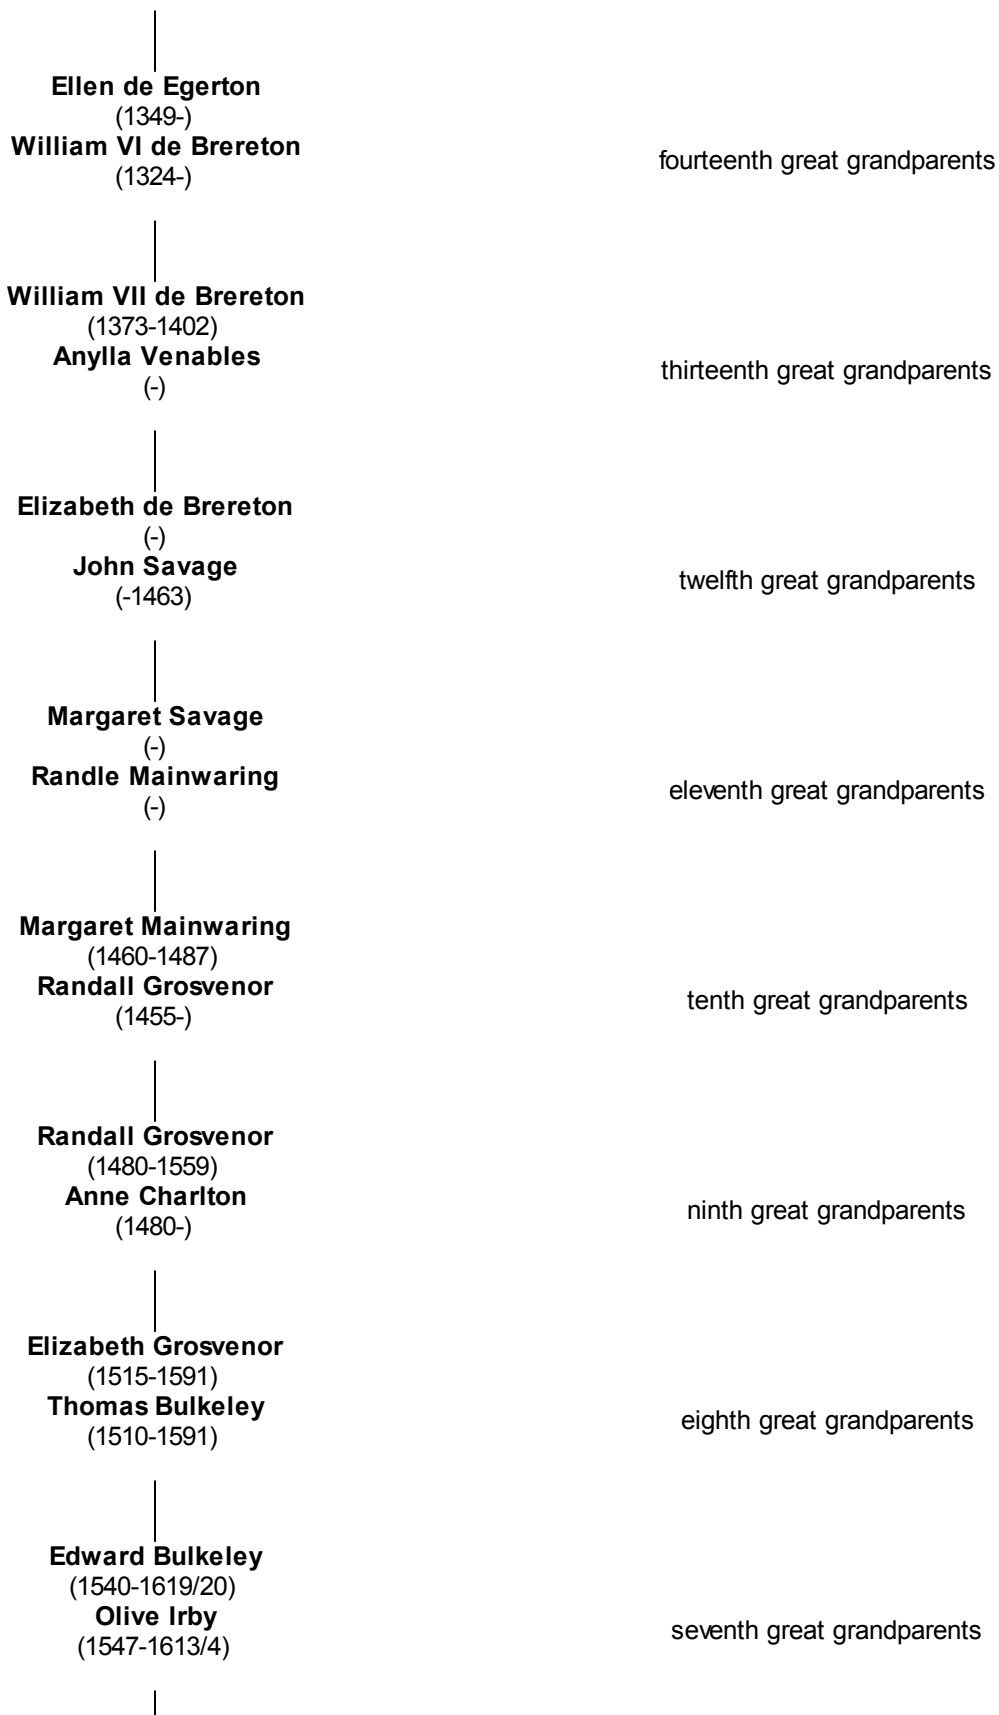 Ellen de Egerton
(1349-)
William VI de Brereton
(1324-)
fourteenth great grandparents
William VII de Brereton
(1373-1402)
Anylla Venables
(-)
thirteenth great grandparents
Elizabeth de Brereton
(-)
John Savage
(-1463)
twelfth great grandparents
Margaret Savage
(-)
Randle Mainwaring
(-)
eleventh great grandparents
Margaret Mainwaring
(1460-1487)
Randall Grosvenor
(1455-)
tenth great grandparents
Randall Grosvenor
(1480-1559)
Anne Charlton
(1480-)
ninth great grandparents
Elizabeth Grosvenor
(1515-1591)
Thomas Bulkeley
(1510-1591)
eighth great grandparents
Edward Bulkeley
(1540-1619/20)
Olive Irby
(1547-1613/4)
seventh great grandparents